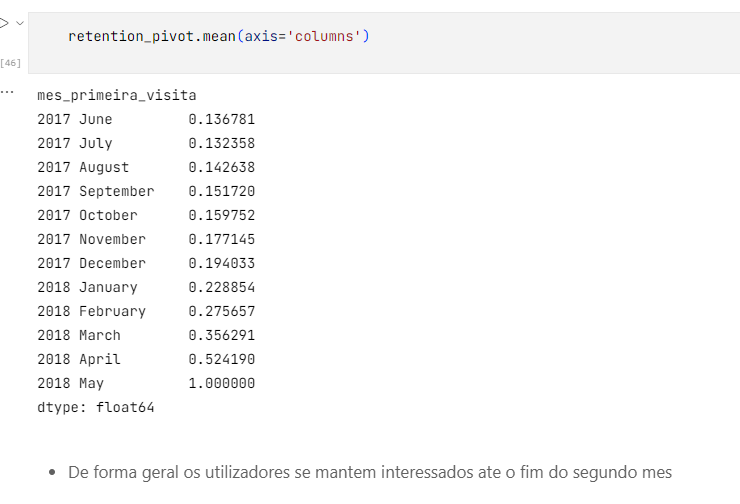 retention_pivot.mean(axis='columns')
[46]
...
mes_primeira_visita
2017 June 0.136781
2017 July 0.132358
2017 August 0.142638
2017 September 0.151720
2017 October 0.159752
2017 November 0.177145
2017 December 0.194033
2018 January 0.228854
2018 February 0.275657
2018 March 0.356291
2018 April 0.524190
2018 May 1.000000
dtype: float64
• De forma geral os utilizadores se mantem interessados ate o fim do segundo mes